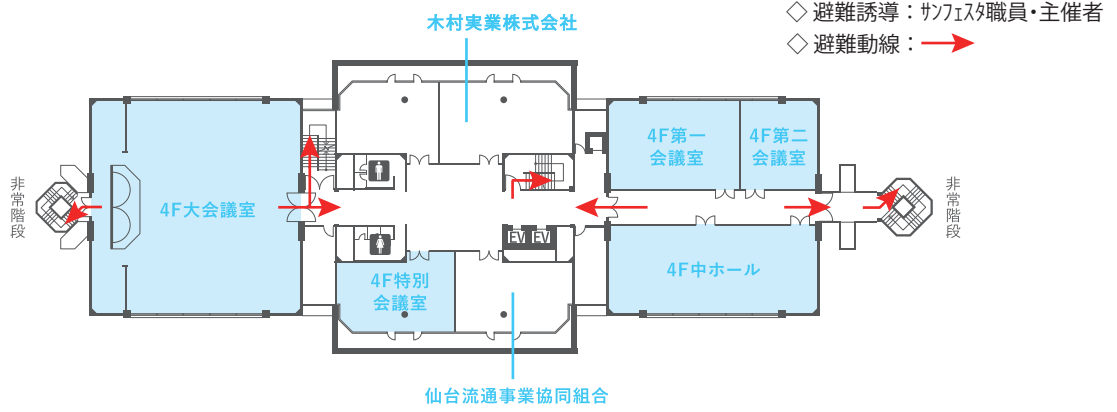 ◇ 避難誘導：ｻﾝﾌｪｽﾀ職員・主催者
◇ 避難動線：
木村実業株式会社
4F第一
会議室
4F第二
会議室
非常階段
4F大会議室
非常階段
EV EV
4F特別
会議室
4F中ホール
仙台流通事業協同組合